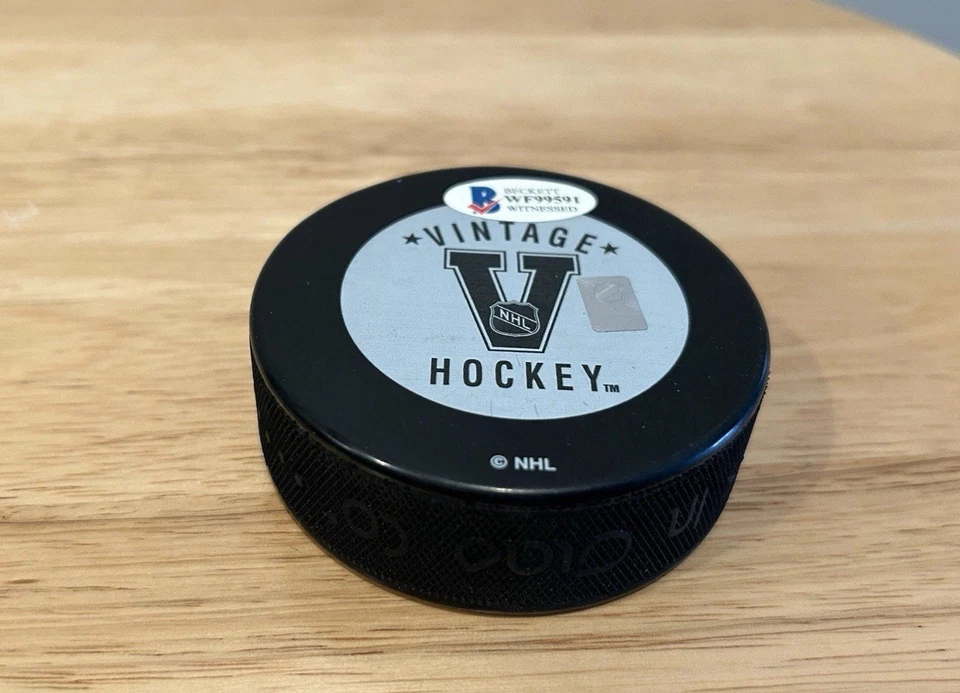 BECKETT
WF99591
WITNESSED
★ VINTAGE ★
V
NHL
HOCKEY™
© NHL